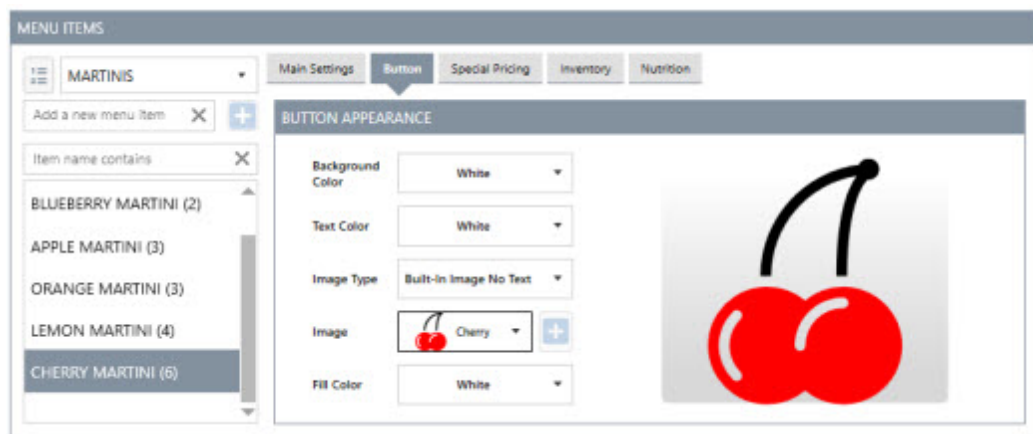 MENU ITEMS
MARTINIS
Add a new menu item
Item name contains
BLUEBERRY MARTINI (2)
APPLE MARTINI (3)
ORANGE MARTINI (3)
LEMON MARTINI (4)
CHERRY MARTINI (6)
Main Settings Button Special Pricing Inventory Nutrition
BUTTON APPEARANCE
Background Color White
Text Color White
Image Type Built-In Image No Text
Image Cherry
Fill Color White